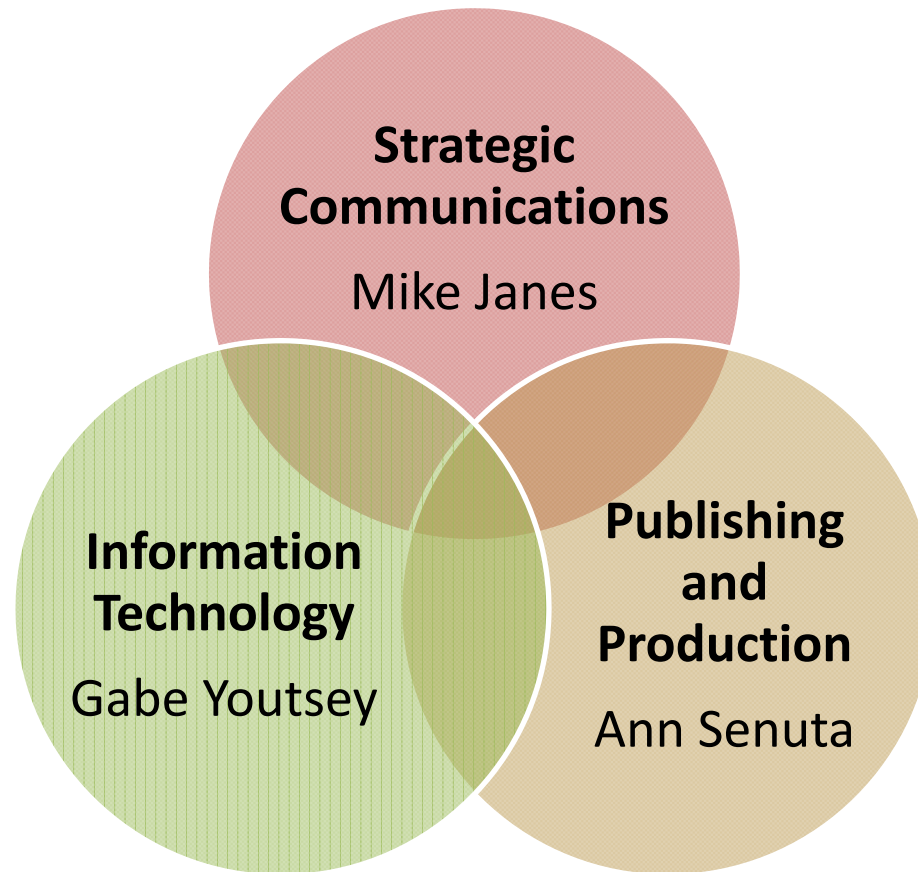 Strategic
Communications
Mike Janes
Information
Technology
Gabe Youtsey
Publishing
and
Production
Ann Senuta